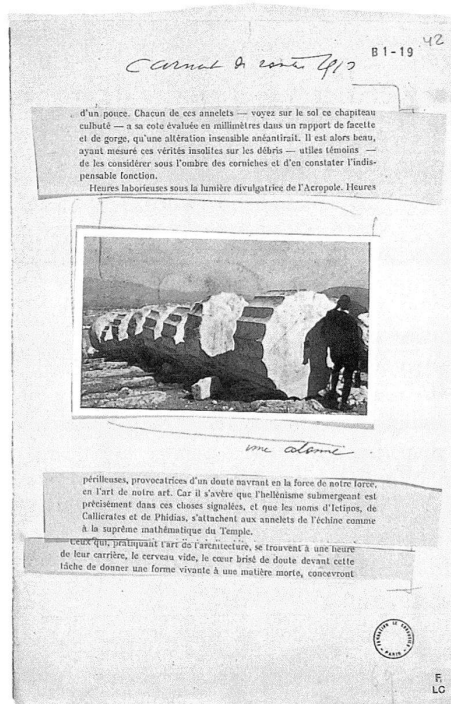 42
B1-19
Carnet de route 1910
d'un pouce. Chacun de ces annelets — voyez sur le sol ce chapiteau
culbuté — a sa cote évaluée en millimètres dans un rapport de facette
et de gorge, qu'une altération insensible anéantirait. Il est alors beau,
ayant mesuré ces vérités insolites sur les débris — utiles témoins —
de les considérer sous l'ombre des corniches et d'en constater l'indis-
pensable fonction.
Heures laborieuses sous la lumière divulgatrice de l'Acropole. Heures
une colonne
périlleuses, provocatrices d'un doute navrant en la force de notre force,
en l'art de notre art. Car il s'avère que l'hellénisme submergeant est
précisément dans ces choses signalées, et que les noms d'Ictinos, de
Callicrates et de Phidias, s'attachent aux annelets de l'échine comme
à la suprême mathématique du Temple.
Ceux qui, pratiquant l'art de l'architecture, se trouvent à une heure
de leur carrière, le cerveau vide, le cœur brisé de doute devant cette
tâche de donner une forme vivante à une matière morte, concevront
FONDATION LE CORBUSIER
PARIS
F.
LC